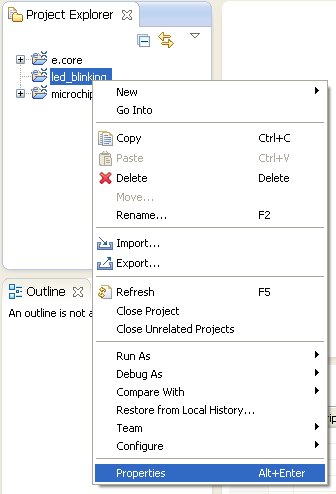 Project Explorer
e.core
led_blinking
microchip
New
Go Into
Copy Ctrl+C
Paste Ctrl+V
Delete Delete
Move...
Rename... F2
Import...
Export...
Refresh F5
Close Project
Close Unrelated Projects
Outline
An outline is not a
Run As
Debug As
Compare With
Restore from Local History...
Team
Configure
Properties Alt+Enter